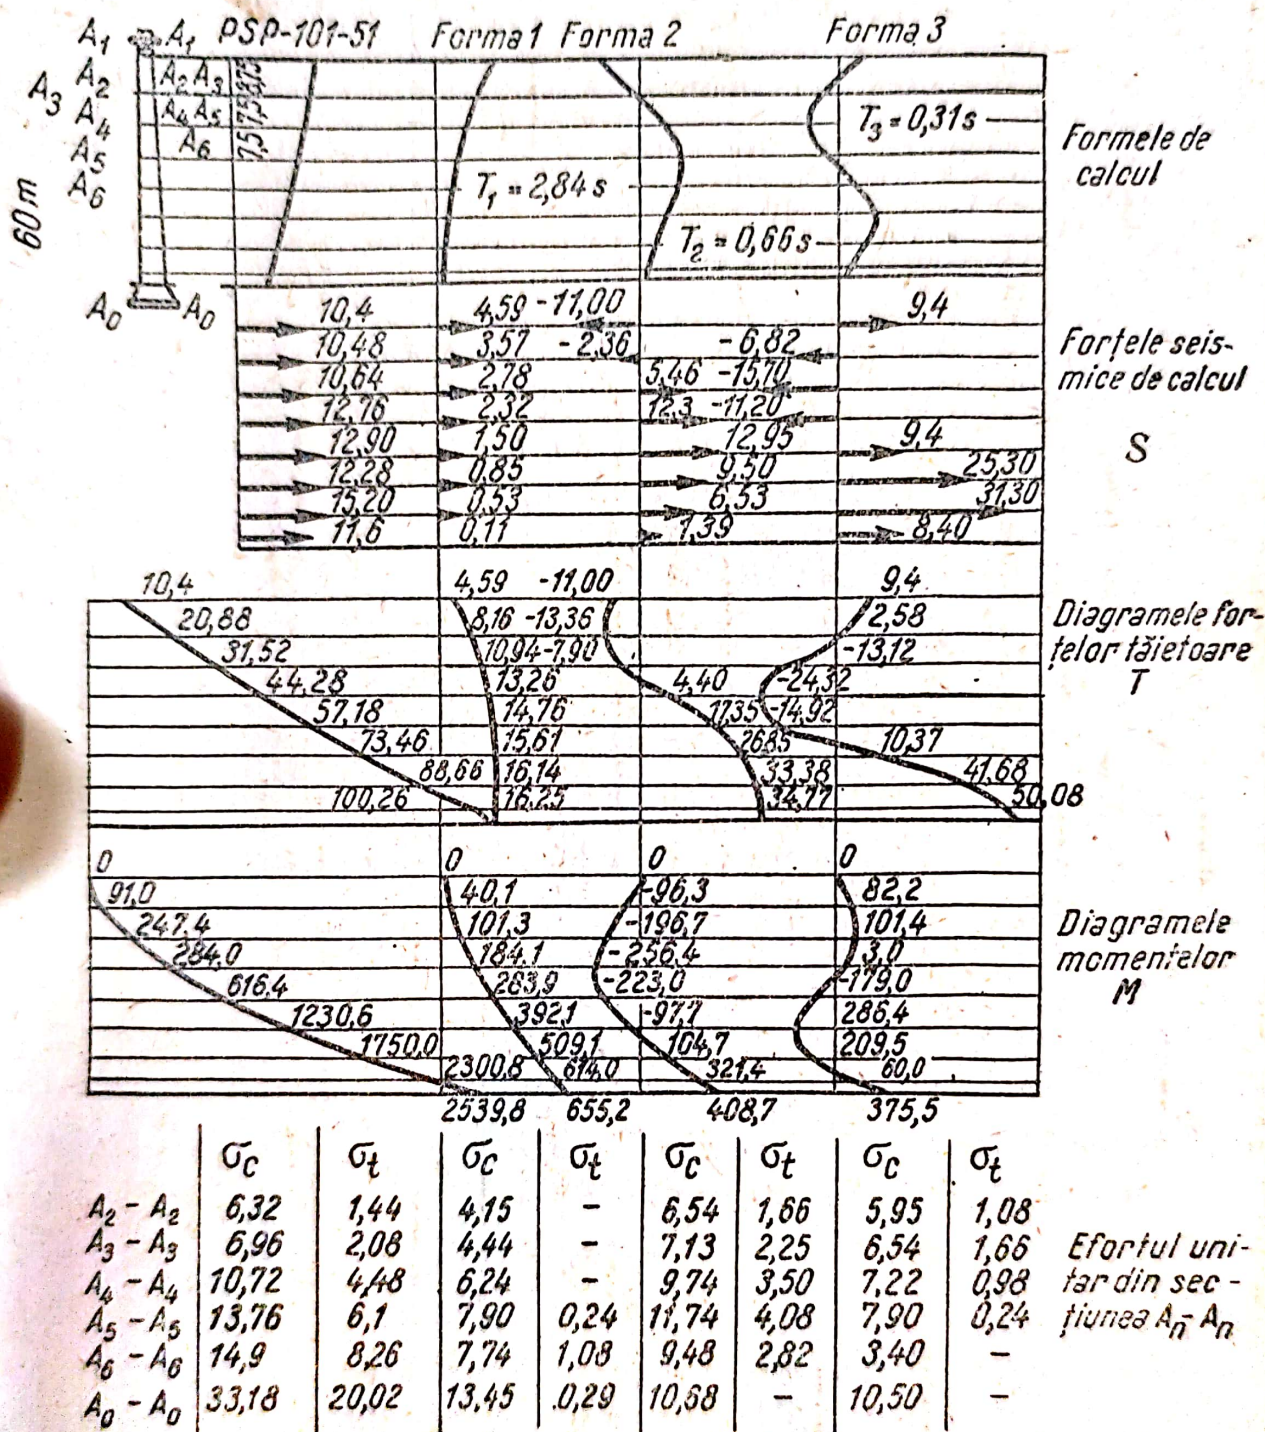 A₁ A₁ PSP-101-51 Forma 1 Forma 2 Forma 3
A₂ A₂ A₃
A₃
A₄ A₄ A₅
A₅ A₆
A₆
7,5 7,5
60 m
T₁ = 2,84 s
T₂ = 0,66 s
T₃ = 0,31 s
Formele de
calcul
A₀ A₀
10,4 4,59 -11,00 9,4
10,48 3,57 -2,36 -6,82
10,64 2,78 5,46 -15,70
12,76 2,32 12,3 -11,20
12,90 1,50 12,95 9,4
12,28 0,85 9,50 25,30
15,20 0,53 6,53 31,30
11,6 0,11 1,39 8,40
Forțele seis-
mice de calcul
S
10,4 4,59 -11,00 9,4
20,88 8,16 -13,36 2,58
31,52 10,94 -7,90 -13,12
44,28 13,26 4,40 -24,32
57,18 14,76 17,35 -14,92
73,46 15,61 26,85 10,37
88,66 16,14 33,38 41,68
100,26 16,25 34,77 50,08
Diagramele for-
țelor tăietoare
T
0 0 0 0
91,0 40,1 -96,3 82,2
247,4 101,3 -196,7 101,4
284,0 184,1 -256,4 3,0
616,4 283,9 -223,0 -179,0
1230,6 392,1 -97,7 286,4
1750,0 509,1 104,7 209,5
2300,8 614,0 321,4 60,0
2539,8 655,2 408,7 375,5
Diagramele
momentelor
M
σc σt σc σt σc σt σc σt
A₂ - A₂ 6,32 1,44 4,15 – 6,54 1,66 5,95 1,08
A₃ - A₃ 6,96 2,08 4,44 – 7,13 2,25 6,54 1,66
A₄ - A₄ 10,72 4,48 6,24 – 9,74 3,50 7,22 0,98
A₅ - A₅ 13,76 6,1 7,90 0,24 11,74 4,08 7,90 0,24
A₆ - A₆ 14,9 8,26 7,74 1,08 9,48 2,82 3,40 –
A₀ - A₀ 33,18 20,02 13,45 0,29 10,68 – 10,50 –
Efortul uni-
tar din sec-
țiunea Aₙ- Aₙ